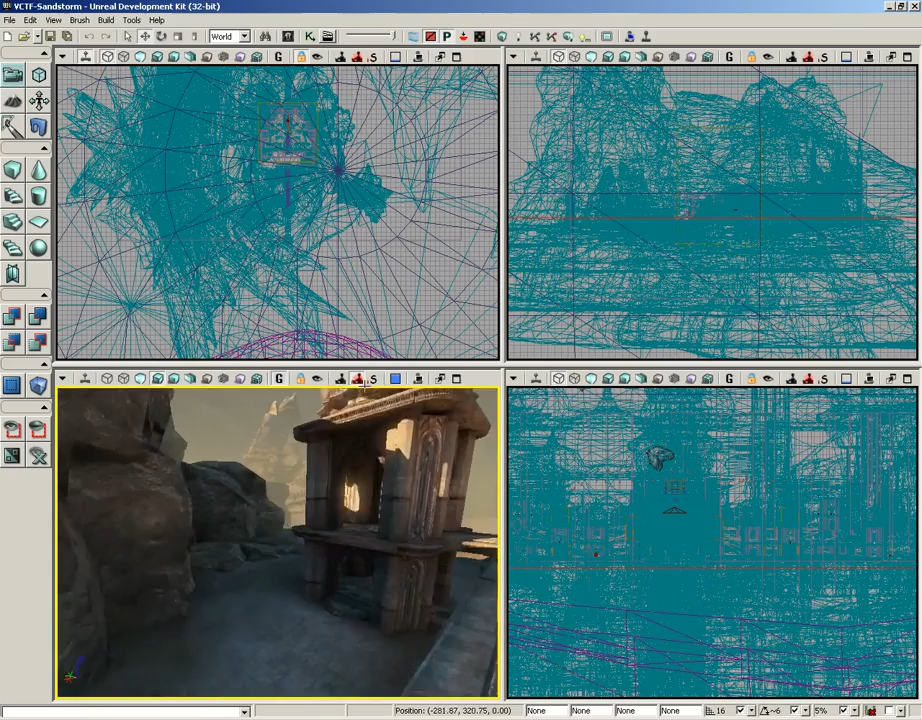 VCTF-Sandstorm - Unreal Development Kit (32-bit)
File Edit View Brush Build Tools Help
World
P
G
S
G
S
G
S
G
S
Position: (-281.87, 320.75, 0.00)
None
None
None
None
16
~6
5%